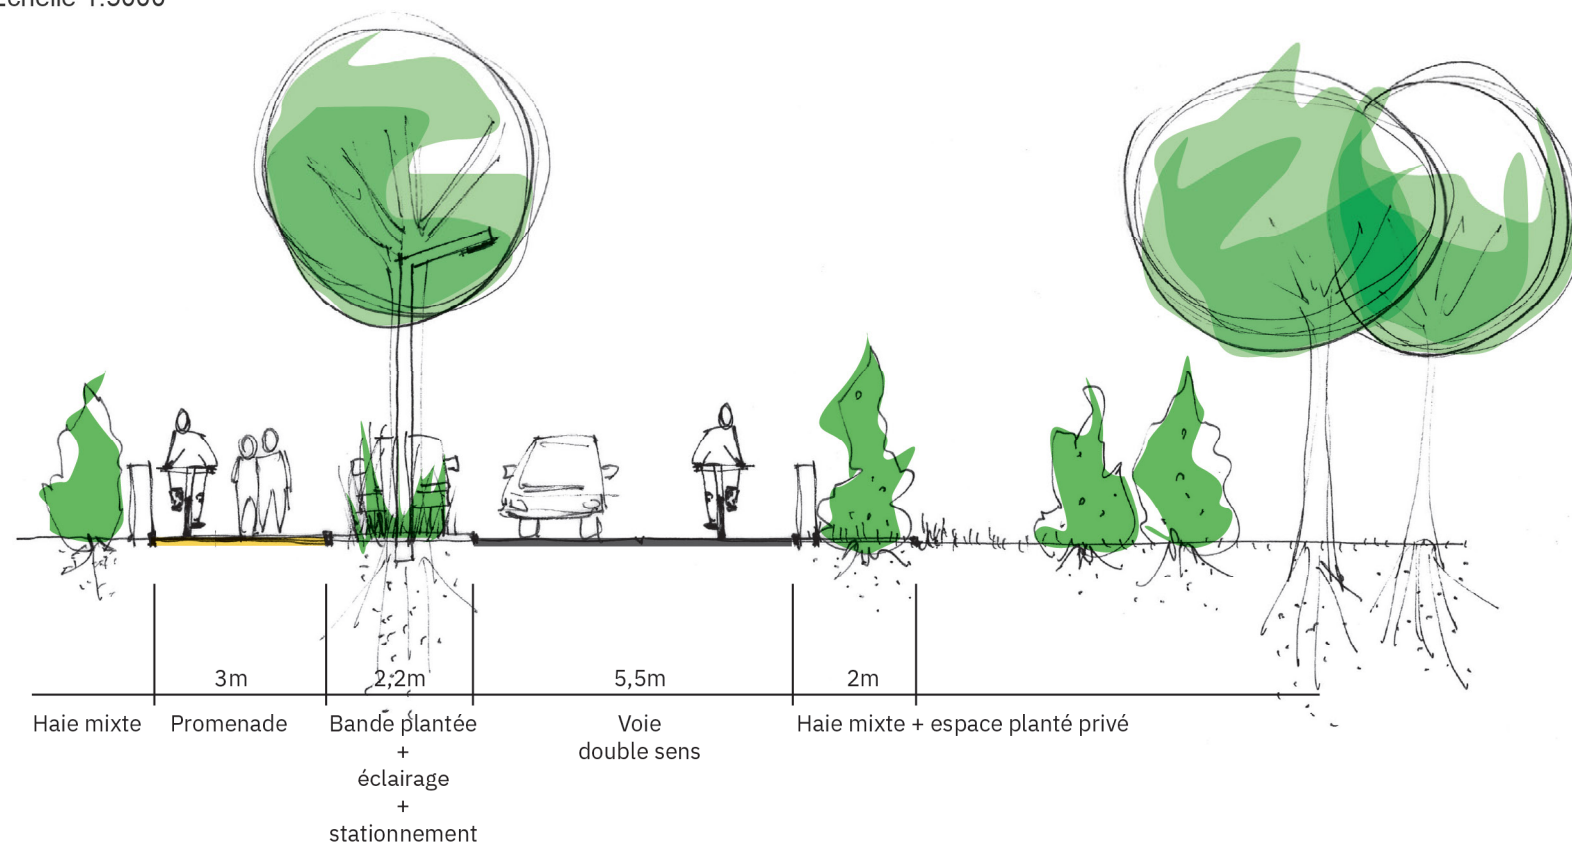 3m
2,2m
5,5m
2m
Haie mixte
Promenade
Bande plantée
+
éclairage
+
stationnement
Voie
double sens
Haie mixte + espace planté privé